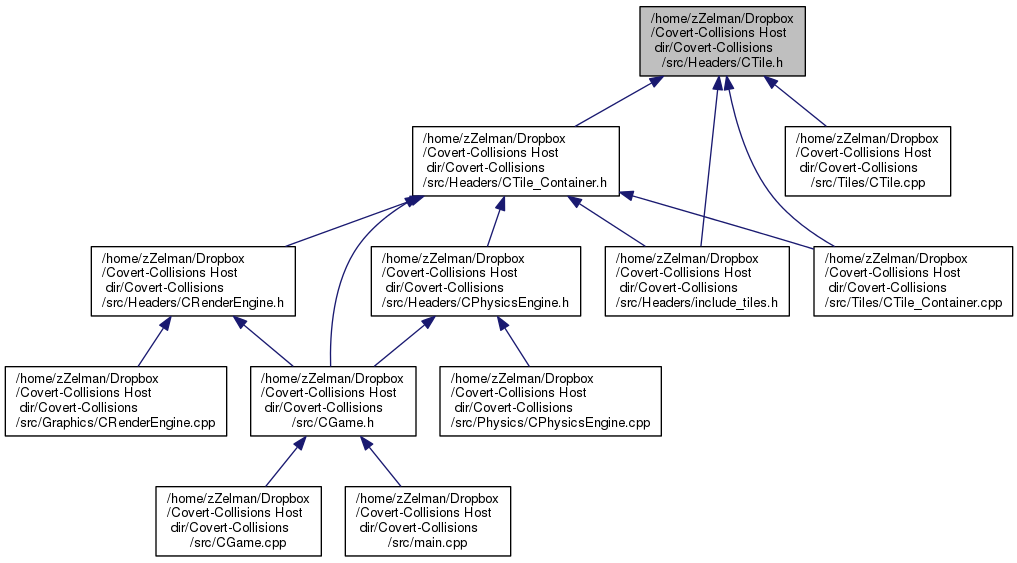 /home/zZelman/Dropbox
/Covert-Collisions Host
dir/Covert-Collisions
/src/Headers/CTile.h
/home/zZelman/Dropbox
/Covert-Collisions Host
dir/Covert-Collisions
/src/Headers/CTile_Container.h
/home/zZelman/Dropbox
/Covert-Collisions Host
dir/Covert-Collisions
/src/Tiles/CTile.cpp
/home/zZelman/Dropbox
/Covert-Collisions Host
dir/Covert-Collisions
/src/Headers/CRenderEngine.h
/home/zZelman/Dropbox
/Covert-Collisions Host
dir/Covert-Collisions
/src/Headers/CPhysicsEngine.h
/home/zZelman/Dropbox
/Covert-Collisions Host
dir/Covert-Collisions
/src/Headers/include_tiles.h
/home/zZelman/Dropbox
/Covert-Collisions Host
dir/Covert-Collisions
/src/Tiles/CTile_Container.cpp
/home/zZelman/Dropbox
/Covert-Collisions Host
dir/Covert-Collisions
/src/Graphics/CRenderEngine.cpp
/home/zZelman/Dropbox
/Covert-Collisions Host
dir/Covert-Collisions
/src/CGame.h
/home/zZelman/Dropbox
/Covert-Collisions Host
dir/Covert-Collisions
/src/Physics/CPhysicsEngine.cpp
/home/zZelman/Dropbox
/Covert-Collisions Host
dir/Covert-Collisions
/src/CGame.cpp
/home/zZelman/Dropbox
/Covert-Collisions Host
dir/Covert-Collisions
/src/main.cpp